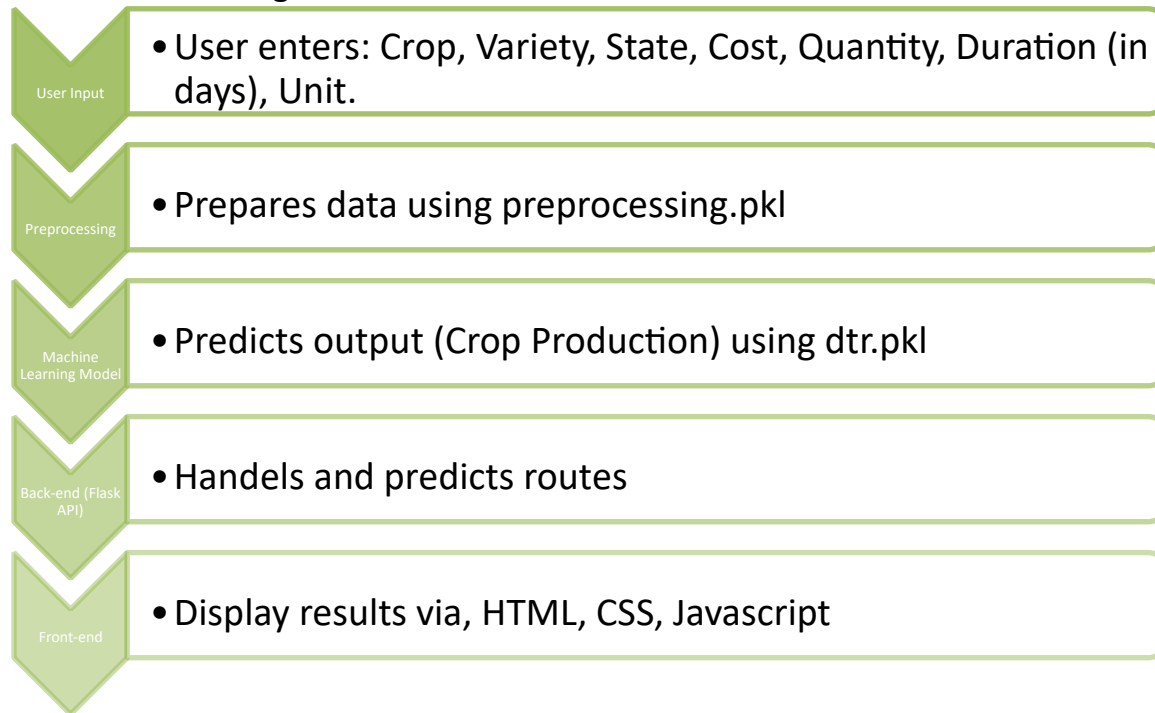 User Input
• User enters: Crop, Variety, State, Cost, Quantity, Duration (in
days), Unit.
Preprocessing
• Prepares data using preprocessing.pkl
Machine
Learning Model
• Predicts output (Crop Production) using dtr.pkl
Back-end (Flask
API)
• Handels and predicts routes
Front-end
• Display results via, HTML, CSS, Javascript